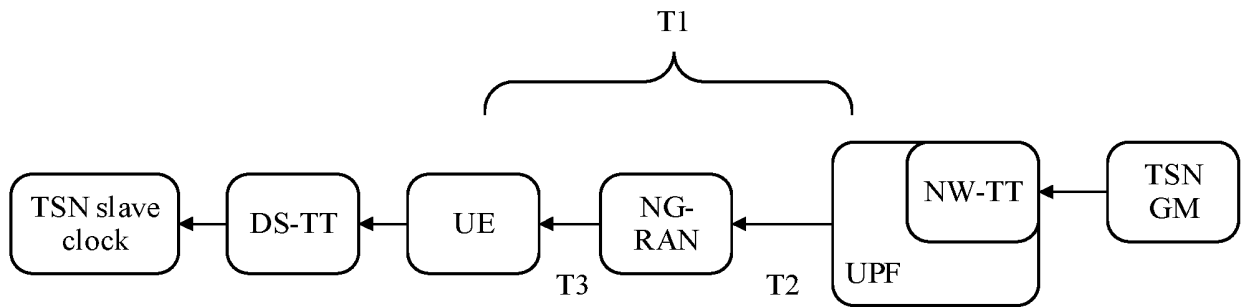 T1
TSN slave
clock
DS-TT
UE
NG-
RAN
NW-TT
UPF
TSN
GM
T3
T2